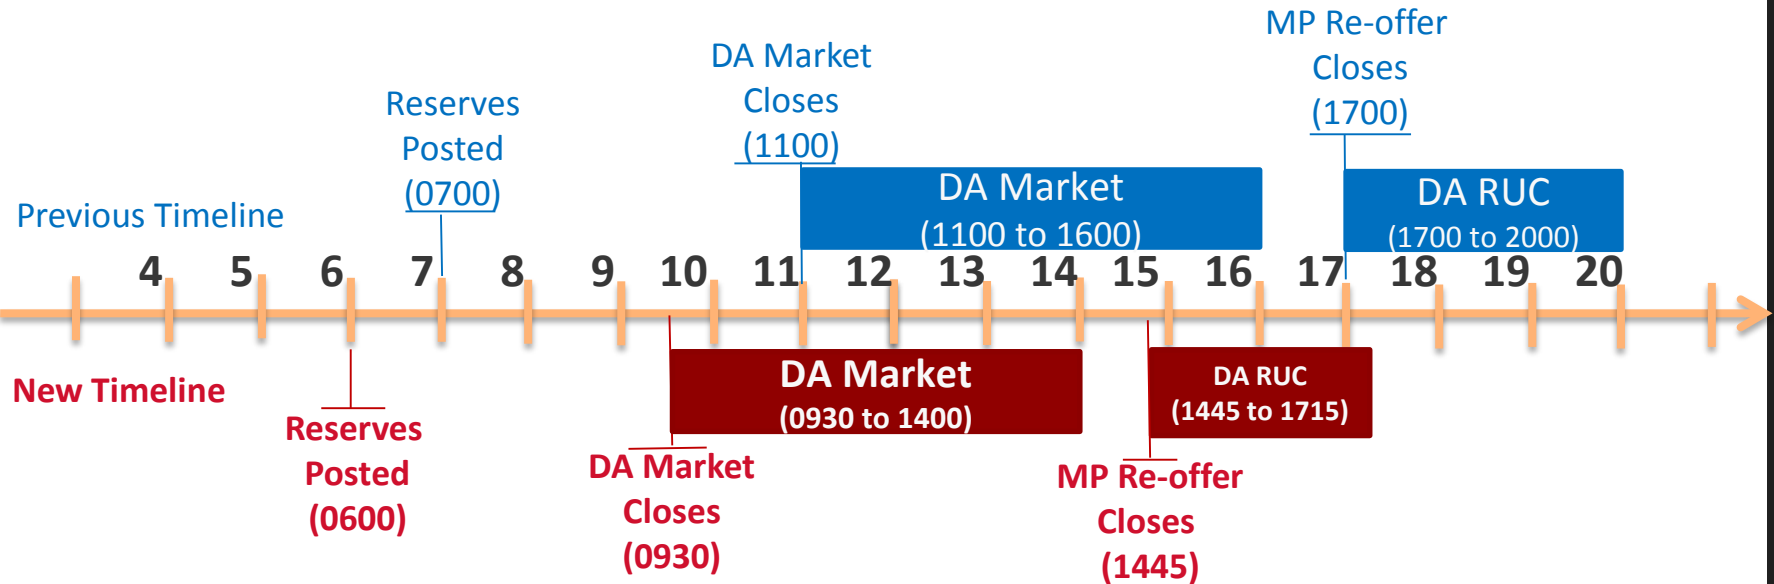 MP Re-offer
Closes
(1700)
DA Market
Closes
(1100)
Reserves
Posted
(0700)
Previous Timeline
DA Market
(1100 to 1600)
DA RUC
(1700 to 2000)
4 5 6 7 8 9 10 11 12 13 14 15 16 17 18 19 20
New Timeline
DA Market
(0930 to 1400)
DA RUC
(1445 to 1715)
Reserves
Posted
(0600)
DA Market
Closes
(0930)
MP Re-offer
Closes
(1445)